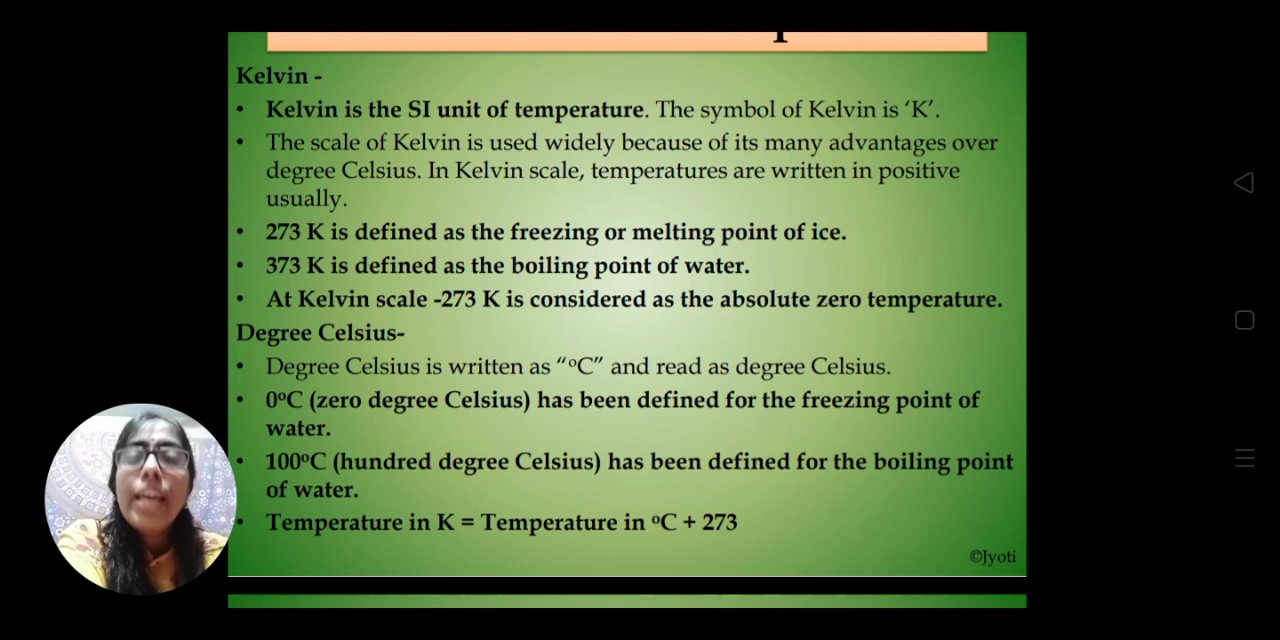 Kelvin -
• Kelvin is the SI unit of temperature. The symbol of Kelvin is ‘K’.
• The scale of Kelvin is used widely because of its many advantages over
degree Celsius. In Kelvin scale, temperatures are written in positive
usually.
• 273 K is defined as the freezing or melting point of ice.
• 373 K is defined as the boiling point of water.
• At Kelvin scale -273 K is considered as the absolute zero temperature.
Degree Celsius-
• Degree Celsius is written as “ᵒC” and read as degree Celsius.
• 0ᵒC (zero degree Celsius) has been defined for the freezing point of
water.
• 100ᵒC (hundred degree Celsius) has been defined for the boiling point
of water.
• Temperature in K = Temperature in ᵒC + 273
©Jyoti